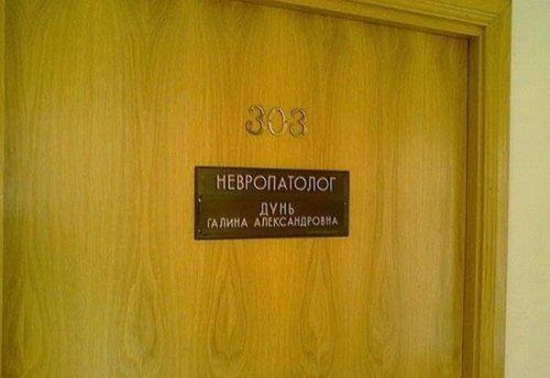 303
НЕВРОПАТОЛОГ
ДУНЬ
ГАЛИНА АЛЕКСАНДРОВНА